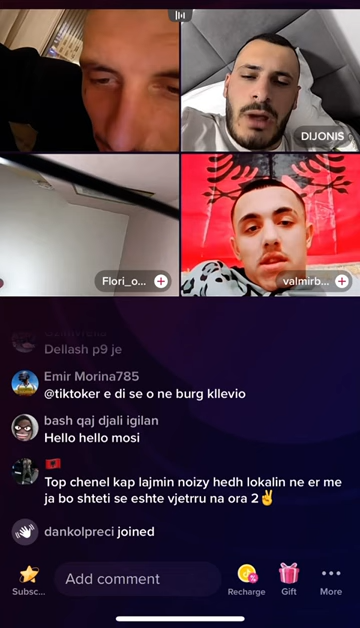 DIJONIS
Flori_o...
valmirb...
Dellash p9 je
Emir Morina785
@tiktoker e di se o ne burg kllevio
bash qaj djali igilan
Hello hello mosi
Top chenel kap lajmin noizy hedh lokalin ne er me
ja bo shteti se eshte vjetrru na ora 2✌️
dankolpreci joined
Add comment
Subsc...
Recharge
Gift
More